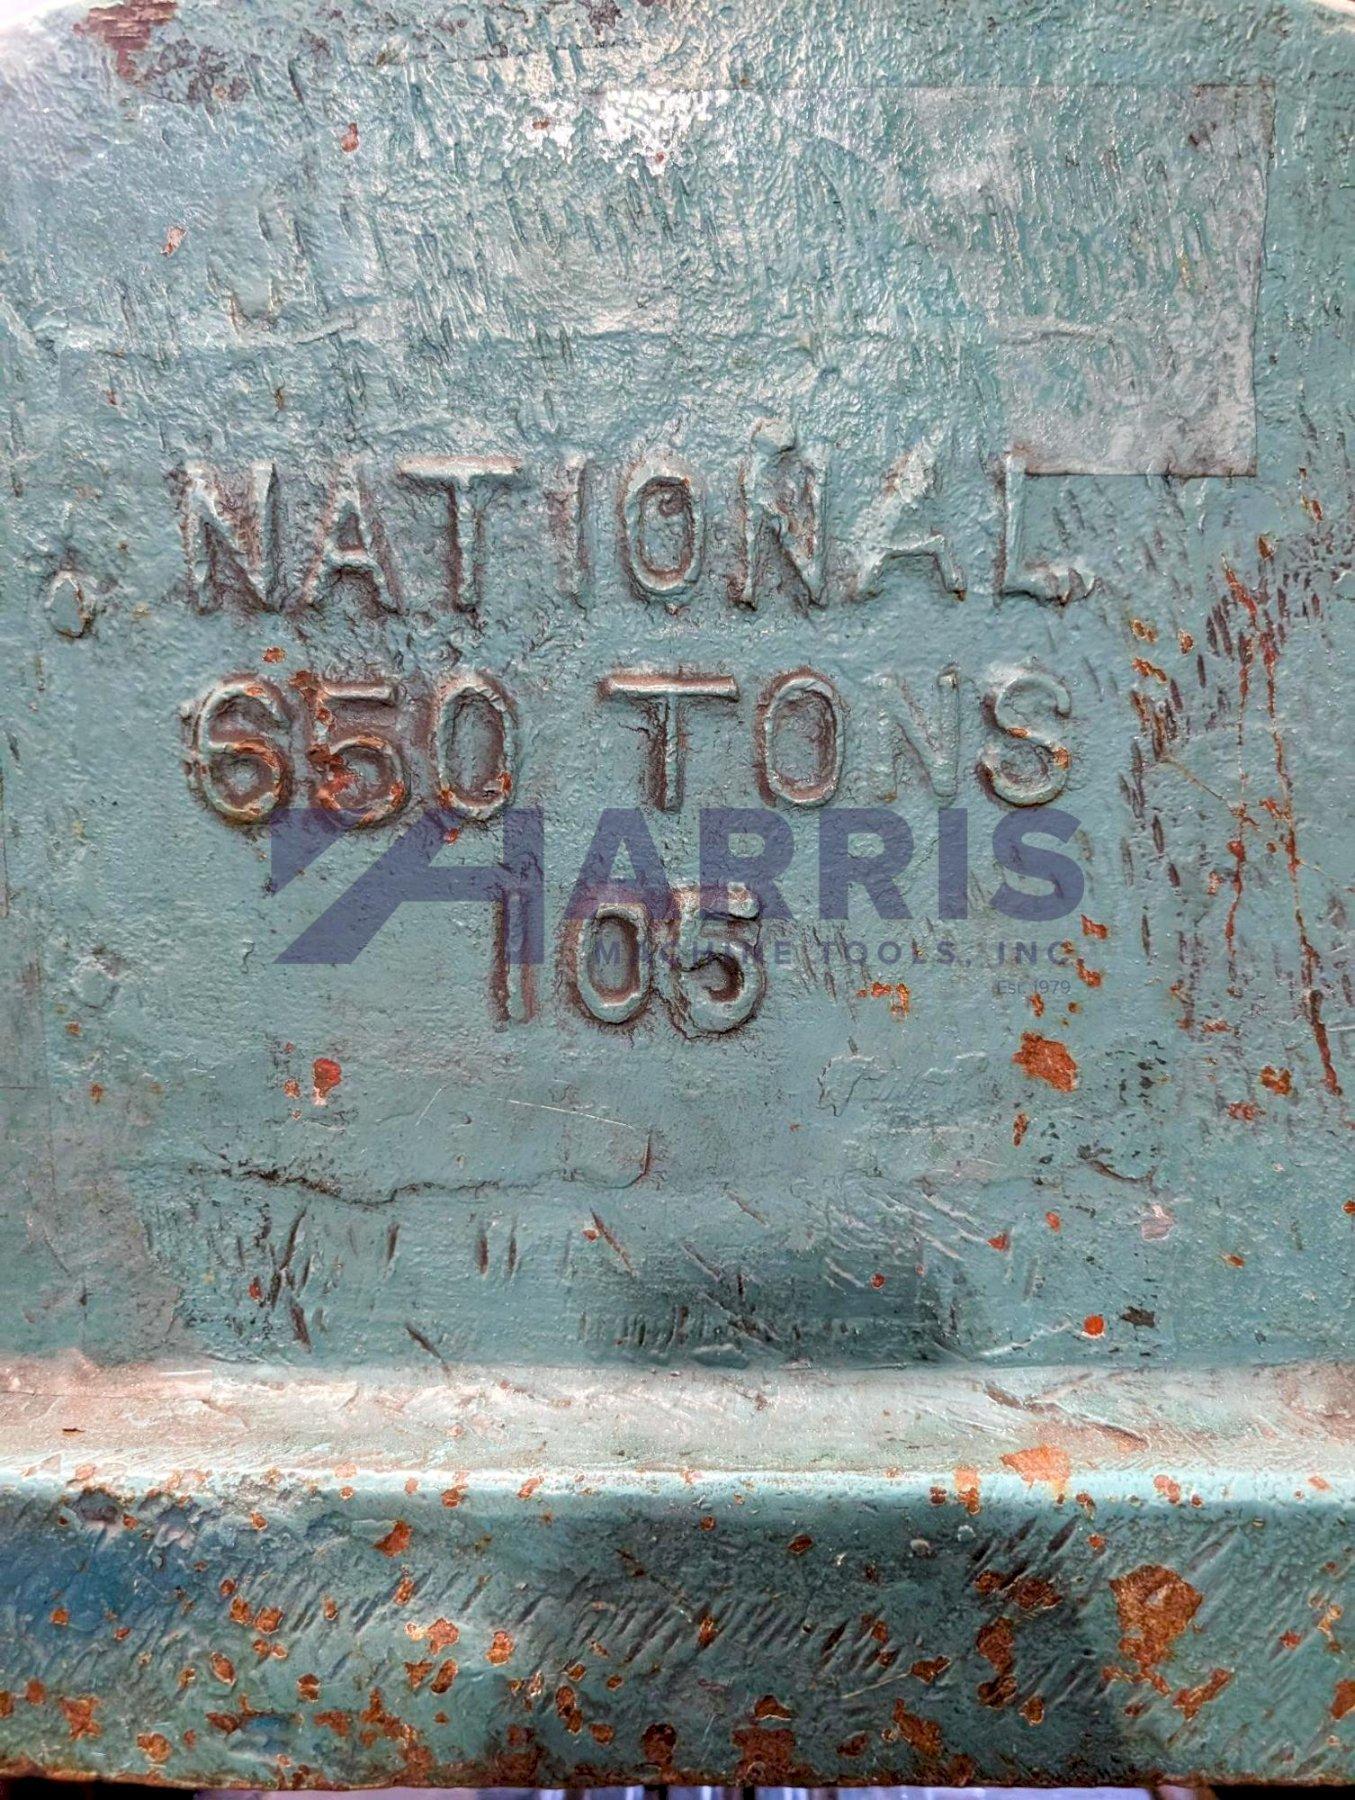 NATIONAL
650 TONS
105
HARRIS
MACHINE TOOLS, INC.
Est. 1979